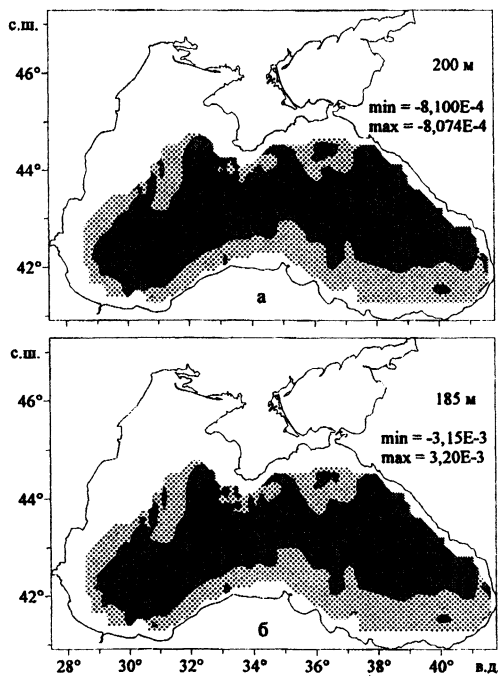 с.ш.
46°
200 м
min = -8,100E-4
max = -8,074E-4
44°
42°
а
с.ш.
185 м
46°
min = -3,15E-3
max = 3,20E-3
44°
42°
б
28° 30° 32° 34° 36° 38° 40° в.д